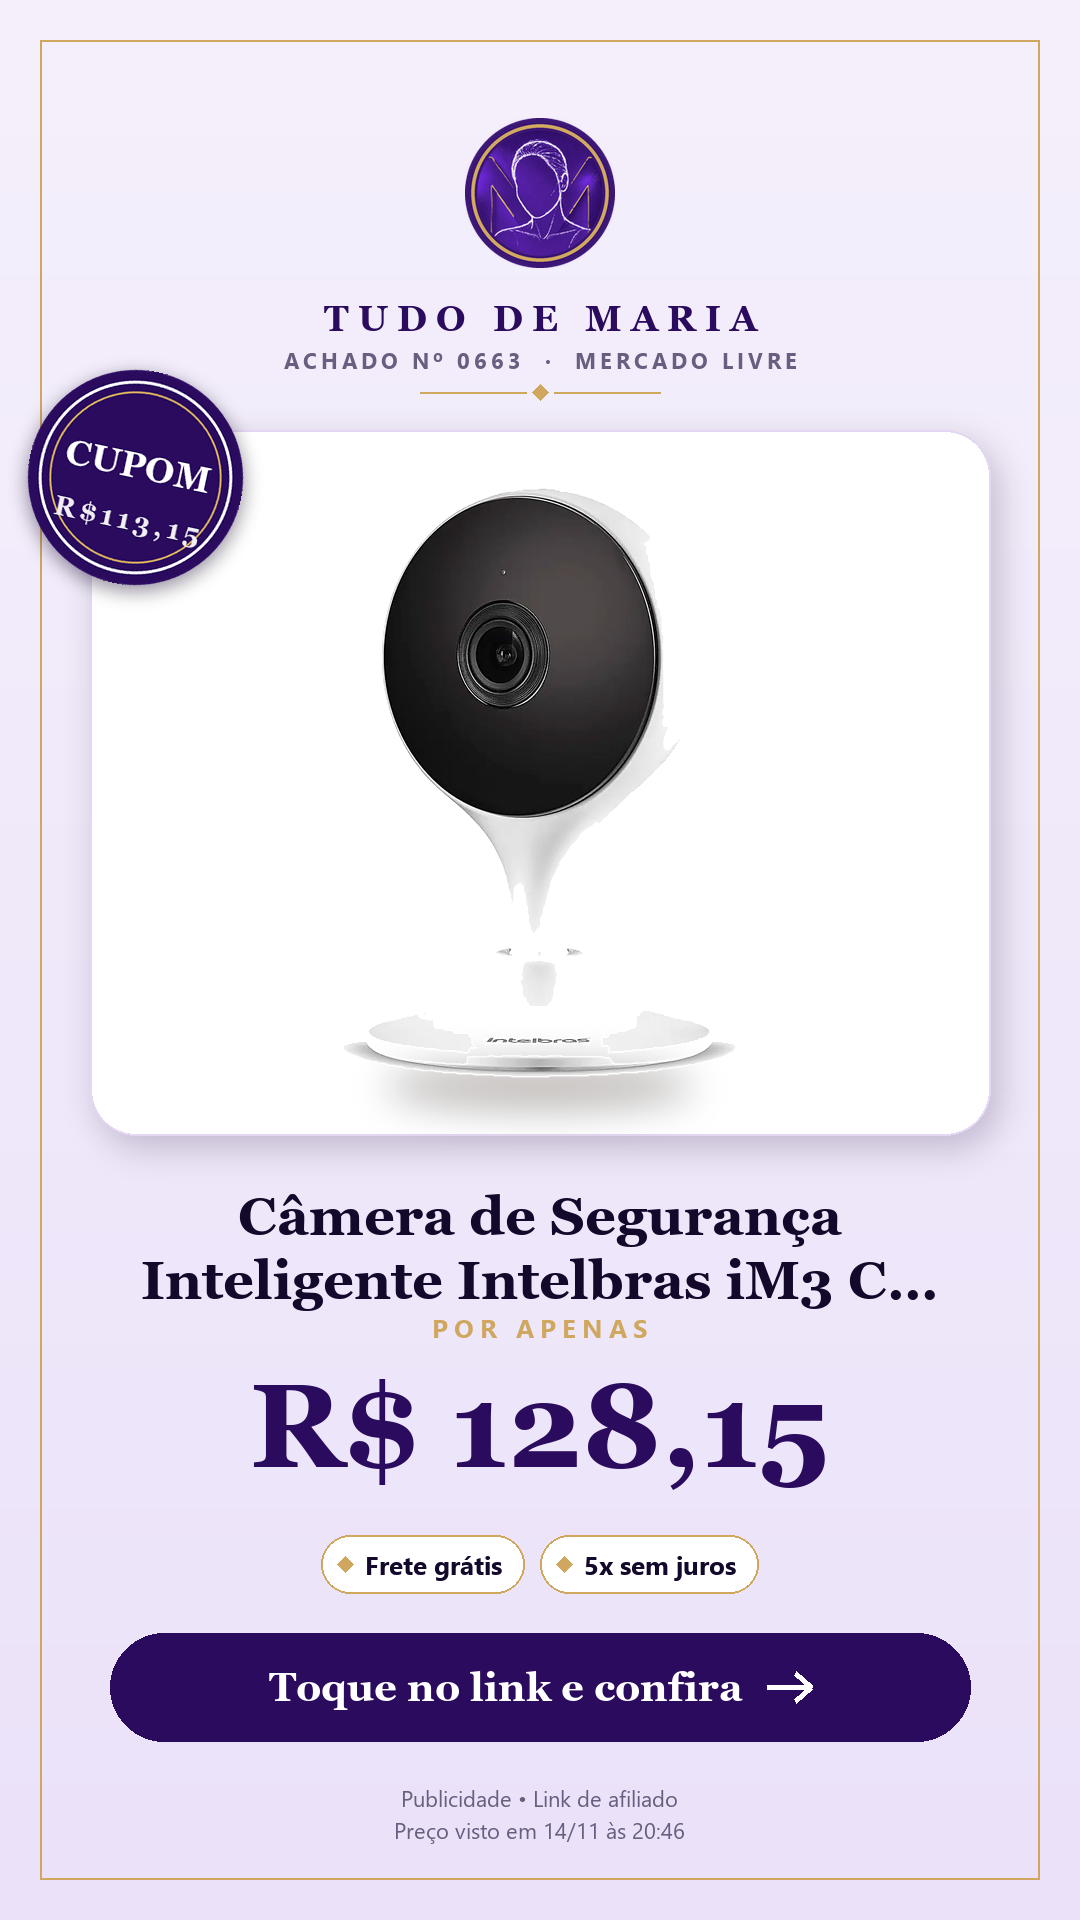 TUDO DE MARIA
ACHADO Nº 0663 · MERCADO LIVRE
CUPOM
R$113,15
intelbras
Câmera de Segurança
Inteligente Intelbras iM3 C...
POR APENAS
R$ 128,15
Frete grátis
5x sem juros
Toque no link e confira →
Publicidade • Link de afiliado
Preço visto em 14/11 às 20:46